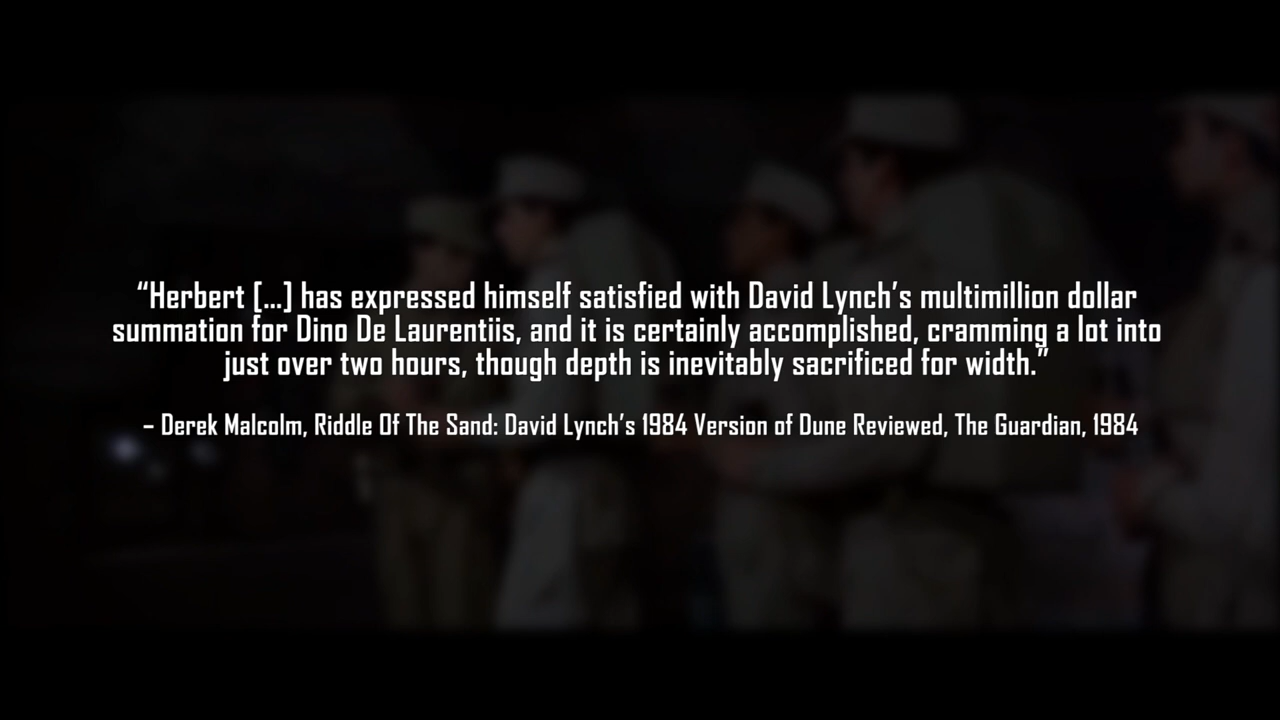 “Herbert [...] has expressed himself satisfied with David Lynch’s multimillion dollar
summation for Dino De Laurentiis, and it is certainly accomplished, cramming a lot into
just over two hours, though depth is inevitably sacrificed for width.”
– Derek Malcolm, Riddle Of The Sand: David Lynch’s 1984 Version of Dune Reviewed, The Guardian, 1984